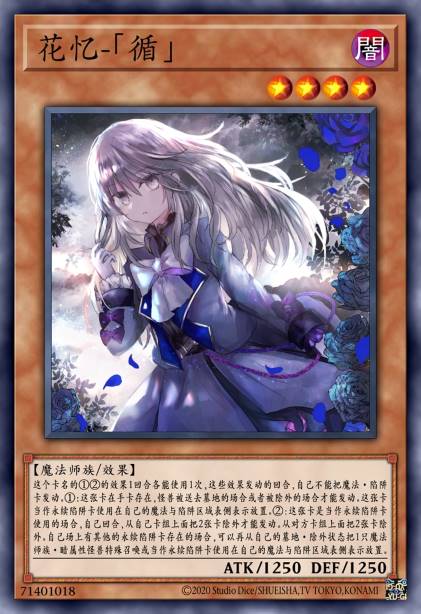 花忆-「循」
闇
【魔法师族/效果】
这个卡名的①②的效果1回合各能使用1次,这些效果发动的回合,自己不能把魔法·陷阱
卡发动。①:这张卡在手卡存在,怪兽被送去墓地的场合或者被除外的场合才能发动。这张卡
当作永续陷阱卡使用在自己的魔法与陷阱区域表侧表示放置。②:这张卡是当作永续陷阱卡
使用的场合,自己回合,从自己卡组上面把2张卡除外才能发动。从对方卡组上面把2张卡除
外。自己场上有其他的永续陷阱卡存在的场合,可以再从自己的墓地·除外状态把1只魔法
师族·暗属性怪兽特殊召唤或当作永续陷阱卡使用在自己的魔法与陷阱区域表侧表示放置。
ATK/1250 DEF/1250
71401018
©2020 Studio Dice/SHUEISHA,TV TOKYO,KONAMI